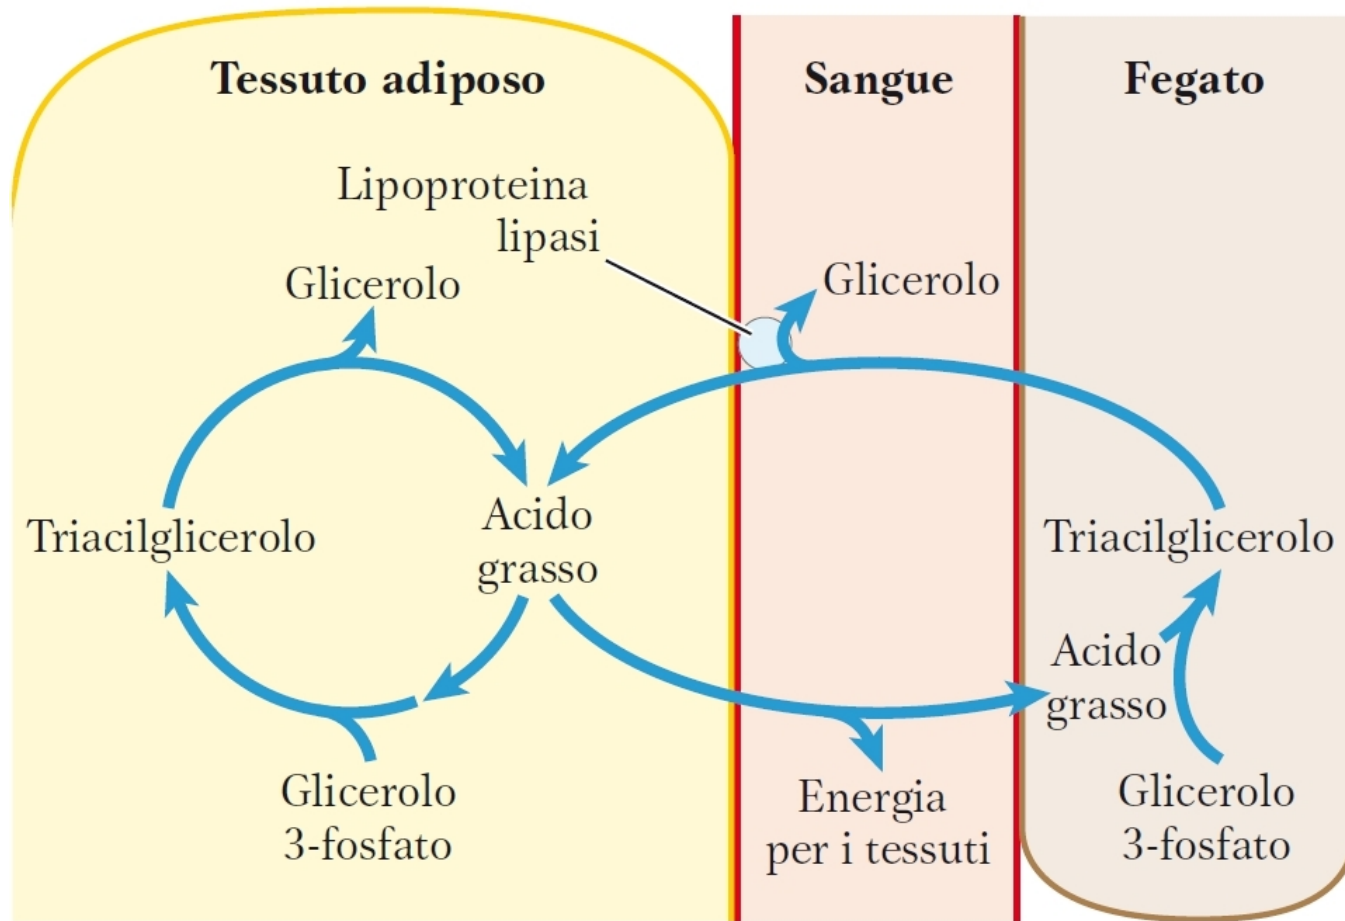 Tessuto adiposo
Sangue
Fegato
Lipoproteina
lipasi
Glicerolo
Glicerolo
Triacilglicerolo
Acido
grasso
Triacilglicerolo
Acido
grasso
Glicerolo
3-fosfato
Energia
per i tessuti
Glicerolo
3-fosfato